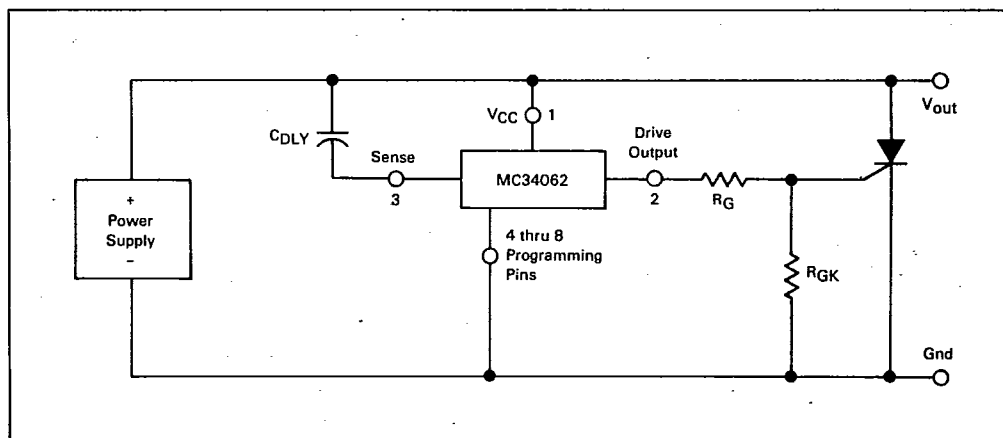 VCC 1
Vout
CDLY
Sense
3
MC34062
Drive
Output
2
RG
+
Power
Supply
–
4 thru 8
Programming
Pins
RGK
Gnd